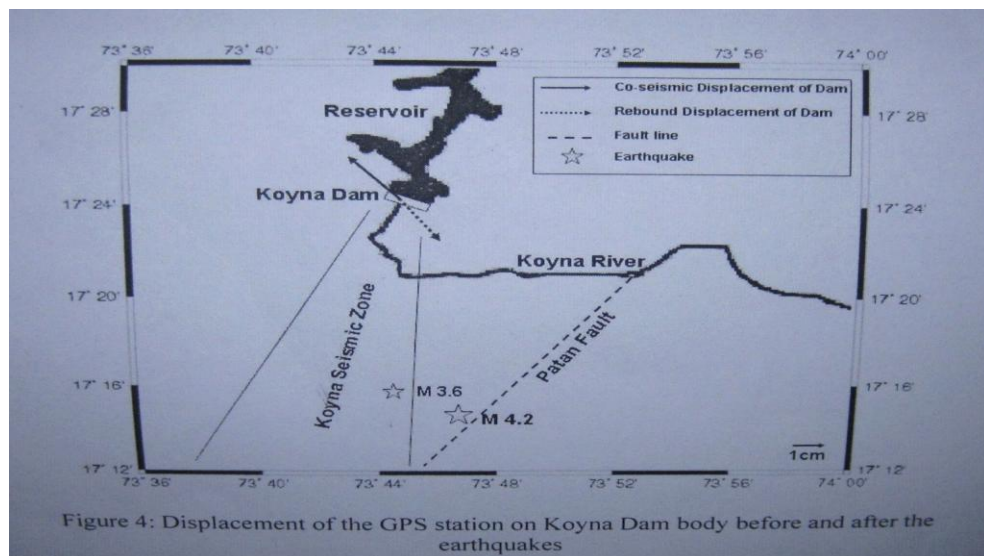 73° 36' 73° 40' 73° 44' 73° 48' 73° 52' 73° 56' 74° 00'
Co-seismic Displacement of Dam
Rebound Displacement of Dam
Fault line
Earthquake
Reservoir
17° 28' 17° 28'
Koyna Dam
17° 24' 17° 24'
Koyna River
17° 20' 17° 20'
Koyna Seismic Zone
Patan Fault
17° 16' 17° 16'
M 3.6
M 4.2
1cm
17° 12' 17° 12'
73° 36' 73° 40' 73° 44' 73° 48' 73° 52' 73° 56' 74° 00'
Figure 4: Displacement of the GPS station on Koyna Dam body before and after the
earthquakes